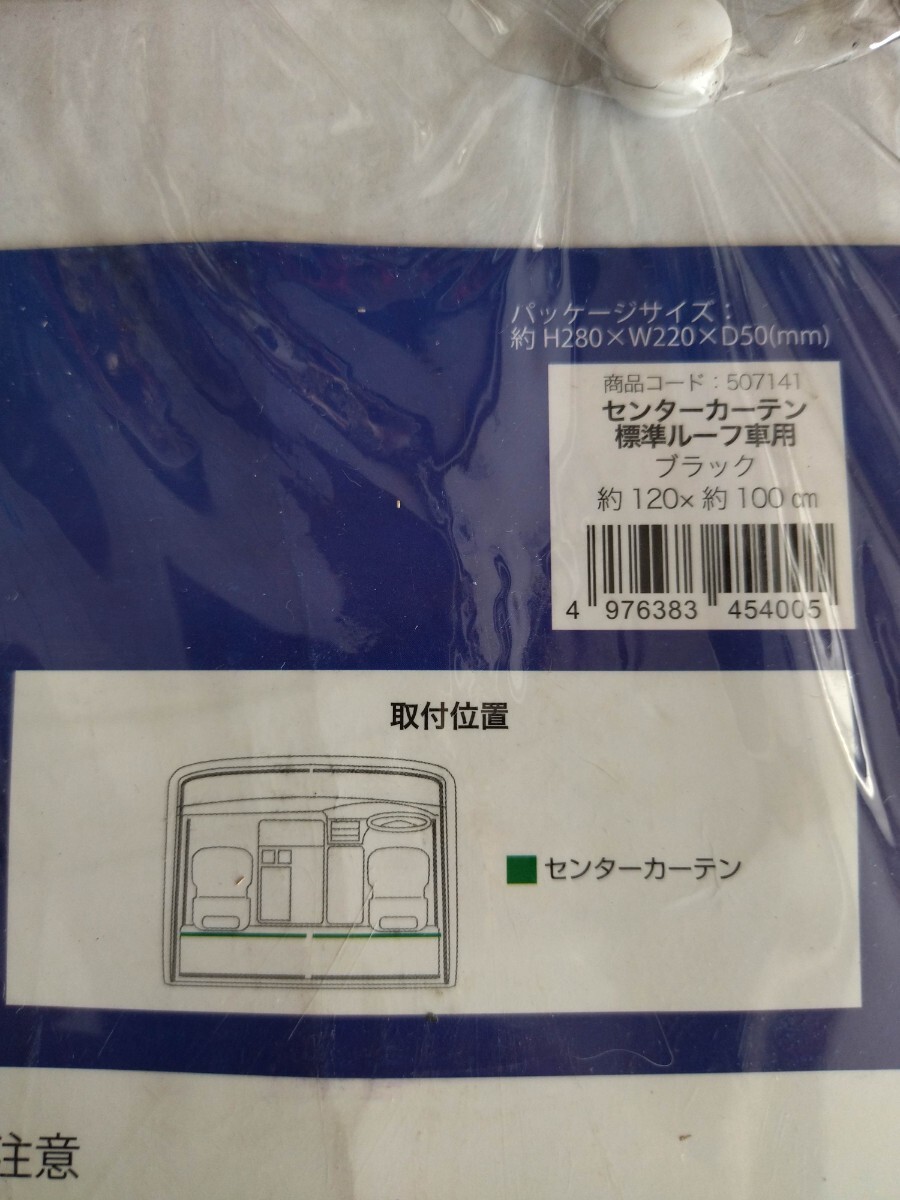 パッケージサイズ：
約 H280×W220×D50(mm)
商品コード：507141
センターカーテン
標準ルーフ車用
ブラック
約 120× 約 100 ㎝
4 976383 454005
取付位置
センターカーテン
注意